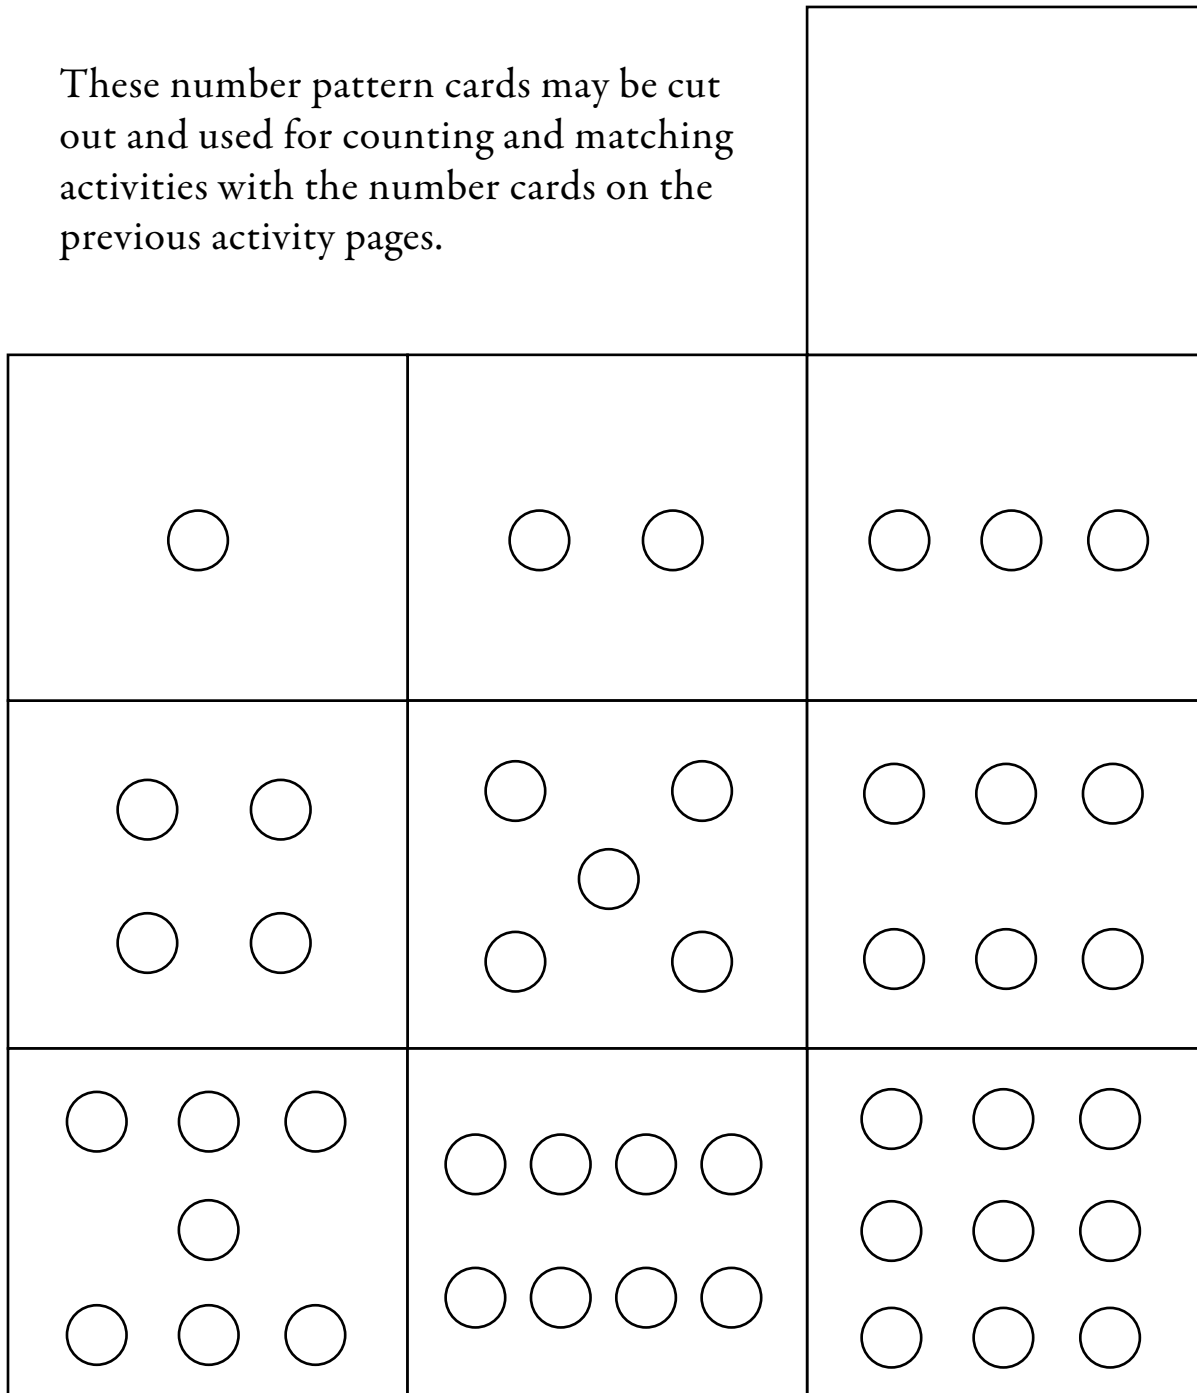 These number pattern cards may be cut
out and used for counting and matching
activities with the number cards on the
previous activity pages.